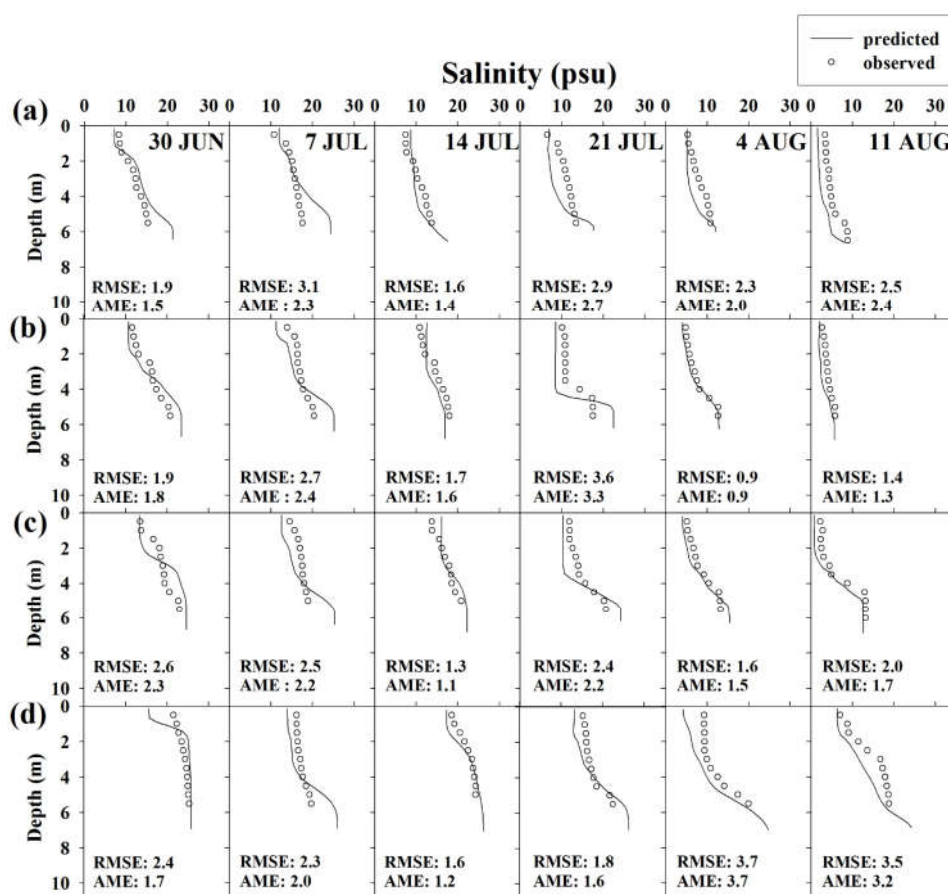 predicted
observed
Salinity (psu)
0 10 20 30 0 10 20 30 0 10 20 30 0 10 20 30 0 10 20 30 0 10 20 30
(a)
30 JUN 7 JUL 14 JUL 21 JUL 4 AUG 11 AUG
Depth (m)
0
2
4
6
8
10
RMSE: 1.9 RMSE: 3.1 RMSE: 1.6 RMSE: 2.9 RMSE: 2.3 RMSE: 2.5
AME: 1.5 AME : 2.3 AME: 1.4 AME: 2.7 AME: 2.0 AME: 2.4
(b)
Depth (m)
0
2
4
6
8
10
RMSE: 1.9 RMSE: 2.7 RMSE: 1.7 RMSE: 3.6 RMSE: 0.9 RMSE: 1.4
AME: 1.8 AME : 2.4 AME: 1.6 AME: 3.3 AME: 0.9 AME: 1.3
(c)
Depth (m)
0
2
4
6
8
10
RMSE: 2.6 RMSE: 2.5 RMSE: 1.3 RMSE: 2.4 RMSE: 1.6 RMSE: 2.0
AME: 2.3 AME : 2.2 AME: 1.1 AME: 2.2 AME: 1.5 AME: 1.7
(d)
Depth (m)
0
2
4
6
8
10
RMSE: 2.4 RMSE: 2.3 RMSE: 1.6 RMSE: 1.8 RMSE: 3.7 RMSE: 3.5
AME: 1.7 AME: 2.0 AME: 1.2 AME: 1.6 AME: 3.7 AME: 3.2